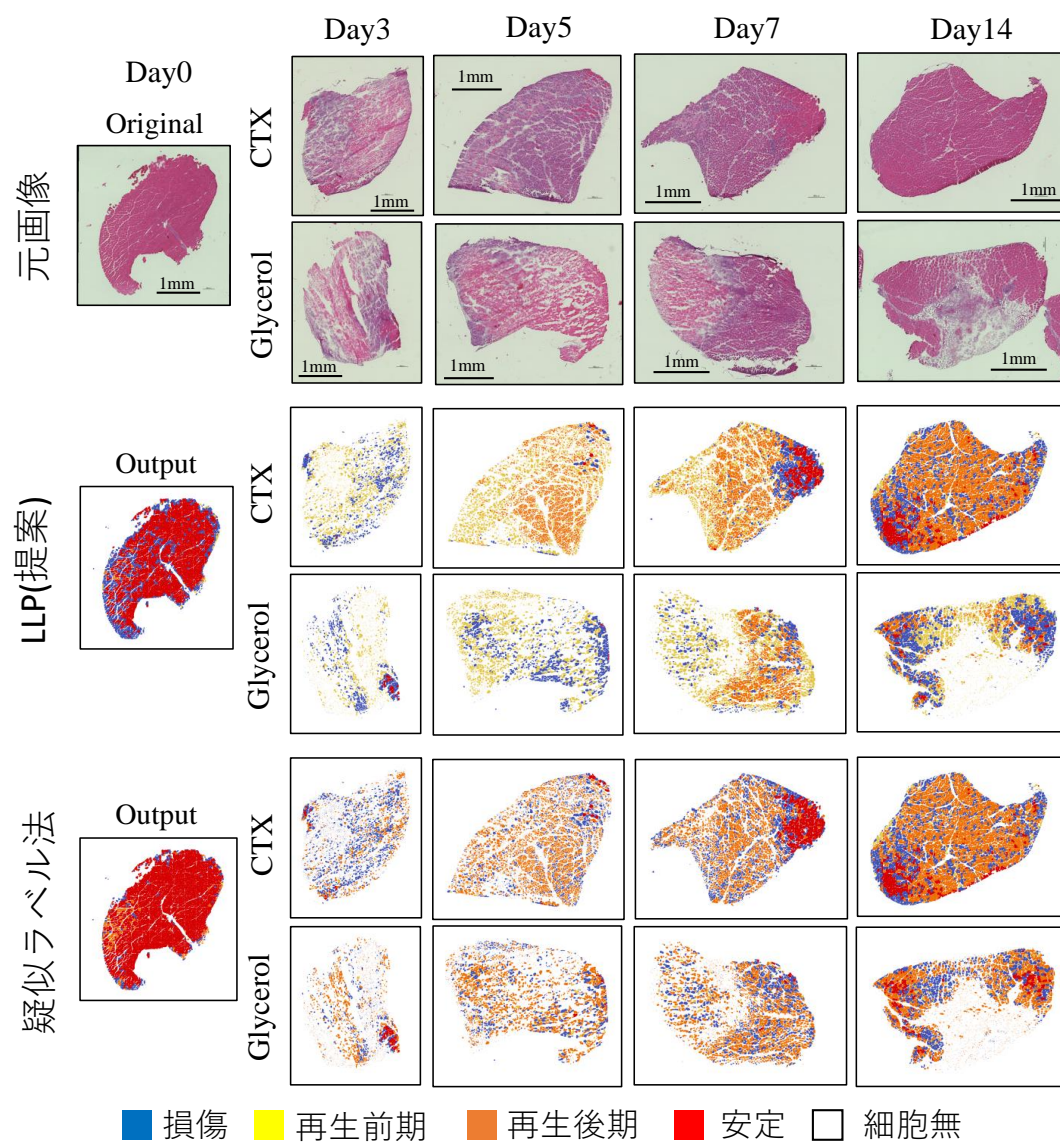 Day3 Day5 Day7 Day14
Day0
Original
元画像
CTX
1mm
1mm
1mm
1mm
1mm
Glycerol
1mm
1mm
1mm
1mm
LLP(提案)
Output
CTX
Glycerol
疑似ラベル法
Output
CTX
Glycerol
損傷 再生前期 再生後期 安定 細胞無